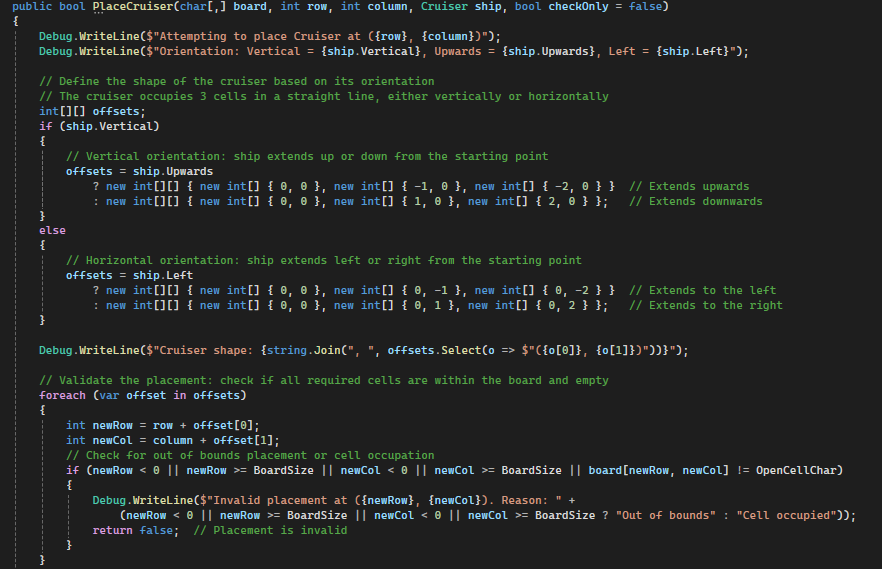 public bool PlaceCruiser(char[,] board, int row, int column, Cruiser ship, bool checkOnly = false)
{
    Debug.WriteLine($"Attempting to place Cruiser at ({row}, {column})");
    Debug.WriteLine($"Orientation: Vertical = {ship.Vertical}, Upwards = {ship.Upwards}, Left = {ship.Left}");

    // Define the shape of the cruiser based on its orientation
    // The cruiser occupies 3 cells in a straight line, either vertically or horizontally
    int[][] offsets;
    if (ship.Vertical)
    {
        // Vertical orientation: ship extends up or down from the starting point
        offsets = ship.Upwards
            ? new int[][] { new int[] { 0, 0 }, new int[] { -1, 0 }, new int[] { -2, 0 } }  // Extends upwards
            : new int[][] { new int[] { 0, 0 }, new int[] { 1, 0 }, new int[] { 2, 0 } };   // Extends downwards
    }
    else
    {
        // Horizontal orientation: ship extends left or right from the starting point
        offsets = ship.Left
            ? new int[][] { new int[] { 0, 0 }, new int[] { 0, -1 }, new int[] { 0, -2 } }  // Extends to the left
            : new int[][] { new int[] { 0, 0 }, new int[] { 0, 1 }, new int[] { 0, 2 } };   // Extends to the right
    }

    Debug.WriteLine($"Cruiser shape: {string.Join(", ", offsets.Select(o => $"({o[0]}, {o[1]})"))}");

    // Validate the placement: check if all required cells are within the board and empty
    foreach (var offset in offsets)
    {
        int newRow = row + offset[0];
        int newCol = column + offset[1];
        // Check for out of bounds placement or cell occupation
        if (newRow < 0 || newRow >= BoardSize || newCol < 0 || newCol >= BoardSize || board[newRow, newCol] != OpenCellChar)
        {
            Debug.WriteLine($"Invalid placement at ({newRow}, {newCol}). Reason: " +
                (newRow < 0 || newRow >= BoardSize || newCol < 0 || newCol >= BoardSize ? "Out of bounds" : "Cell occupied"));
            return false;  // Placement is invalid
        }
    }